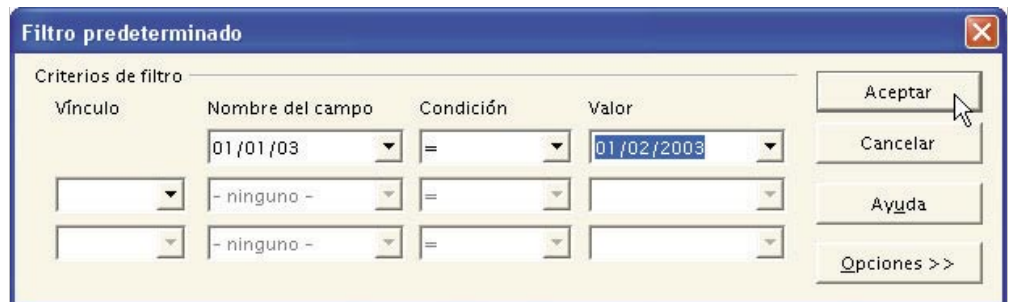 Filtro predeterminado
Criterios de filtro
Aceptar
Vínculo Nombre del campo Condición Valor
01/01/03 = 01/02/2003
Cancelar
- ninguno - =
Ayuda
- ninguno - =
Opciones >>